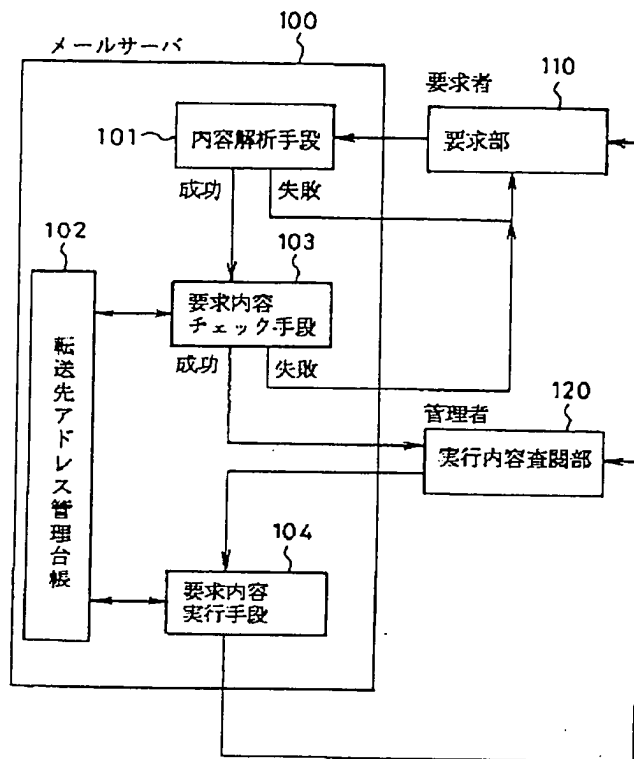 100
メールサーバ
要求者
110
101
内容解析手段
要求部
成功
失敗
102
103
要求内容
チェック手段
成功
失敗
管理者
120
実行内容査閲部
転送先アドレス管理台帳
104
要求内容
実行手段